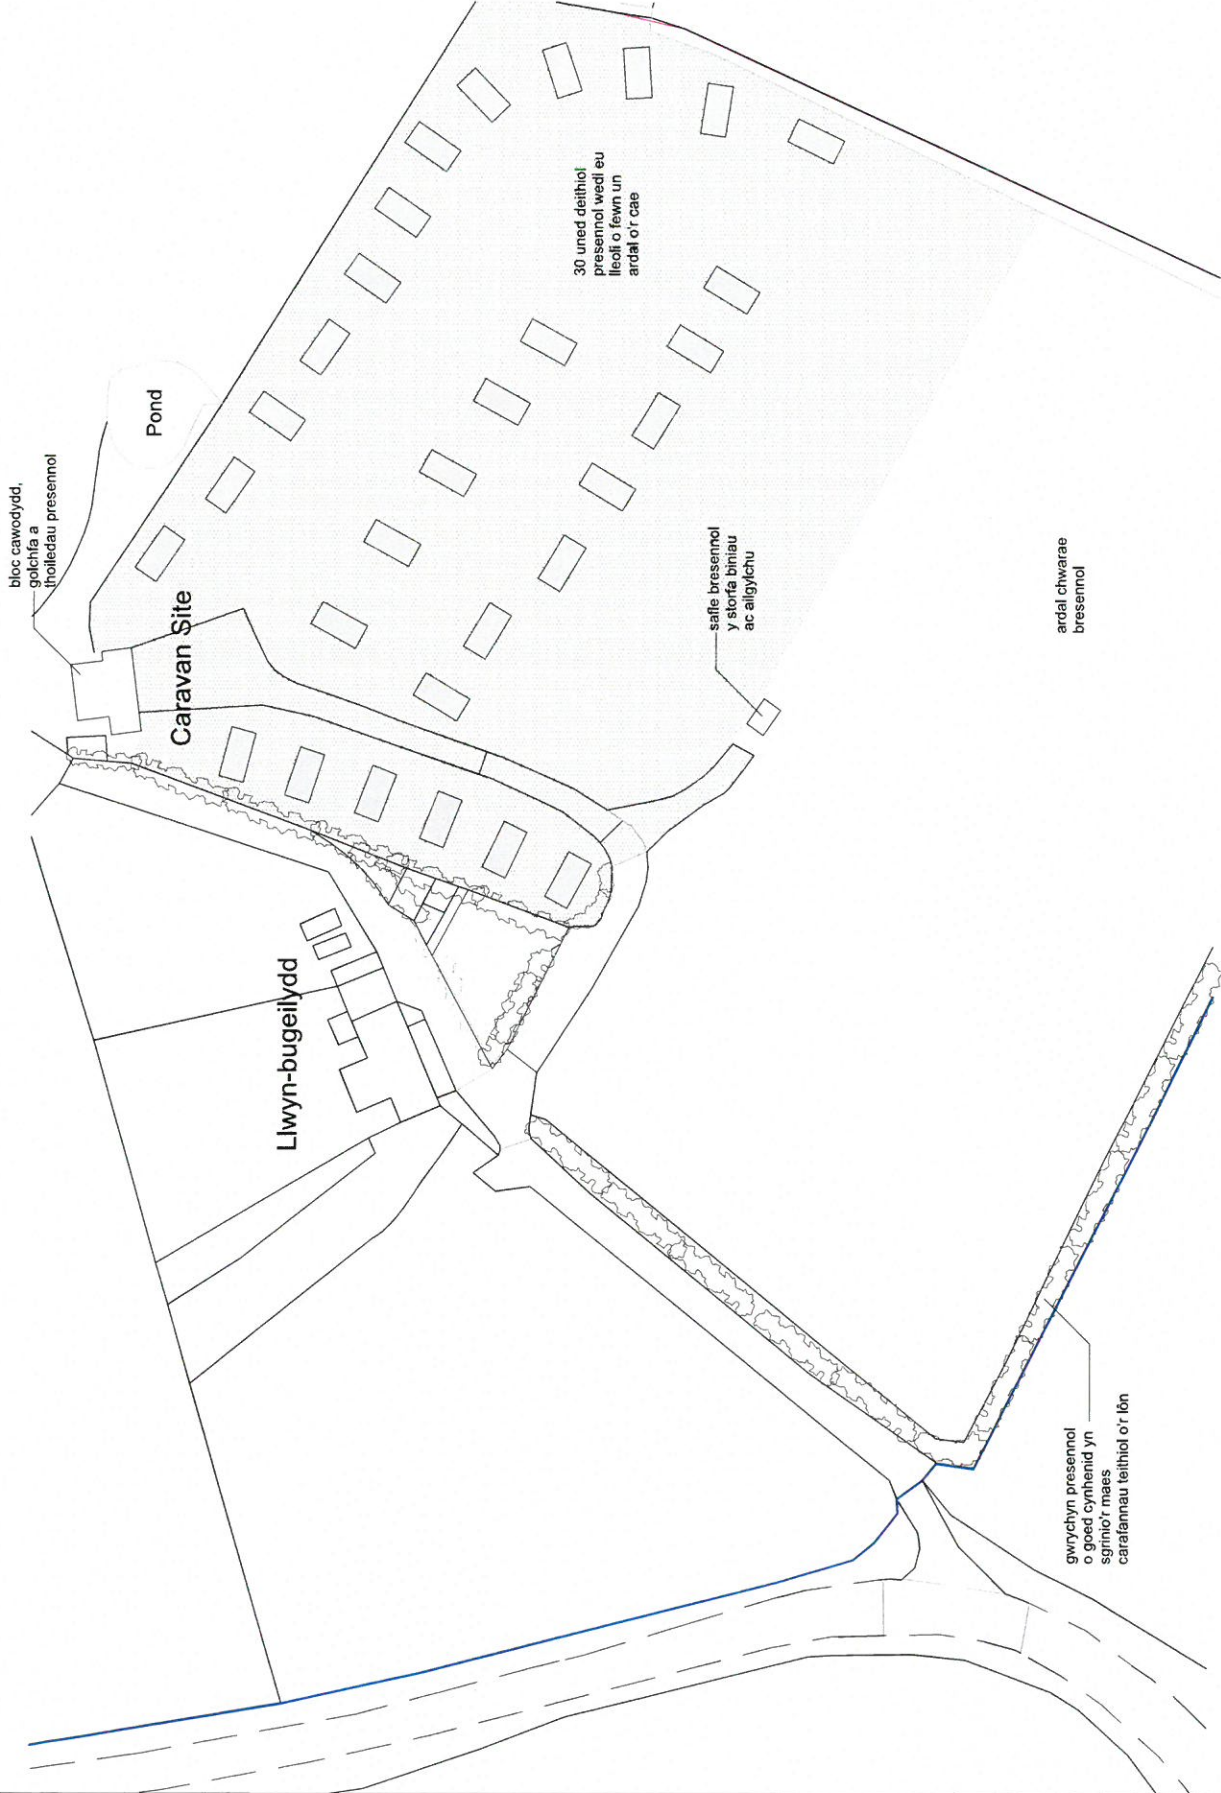 bloc cawodydd,
golchfa a
thoiledau presennol
Pond
Caravan Site
30 uned deithiol
presennol wedi eu
lleoli o fewn un
ardal o'r cae
Llwyn-bugeilydd
safle bresennol
y storfa biniau
ac ailgylchu
ardal chwarae
bresennol
gwrychyn presennol
o goed cynhenid yn
sgrinio'r maes
carafannau teithiol o'r lôn